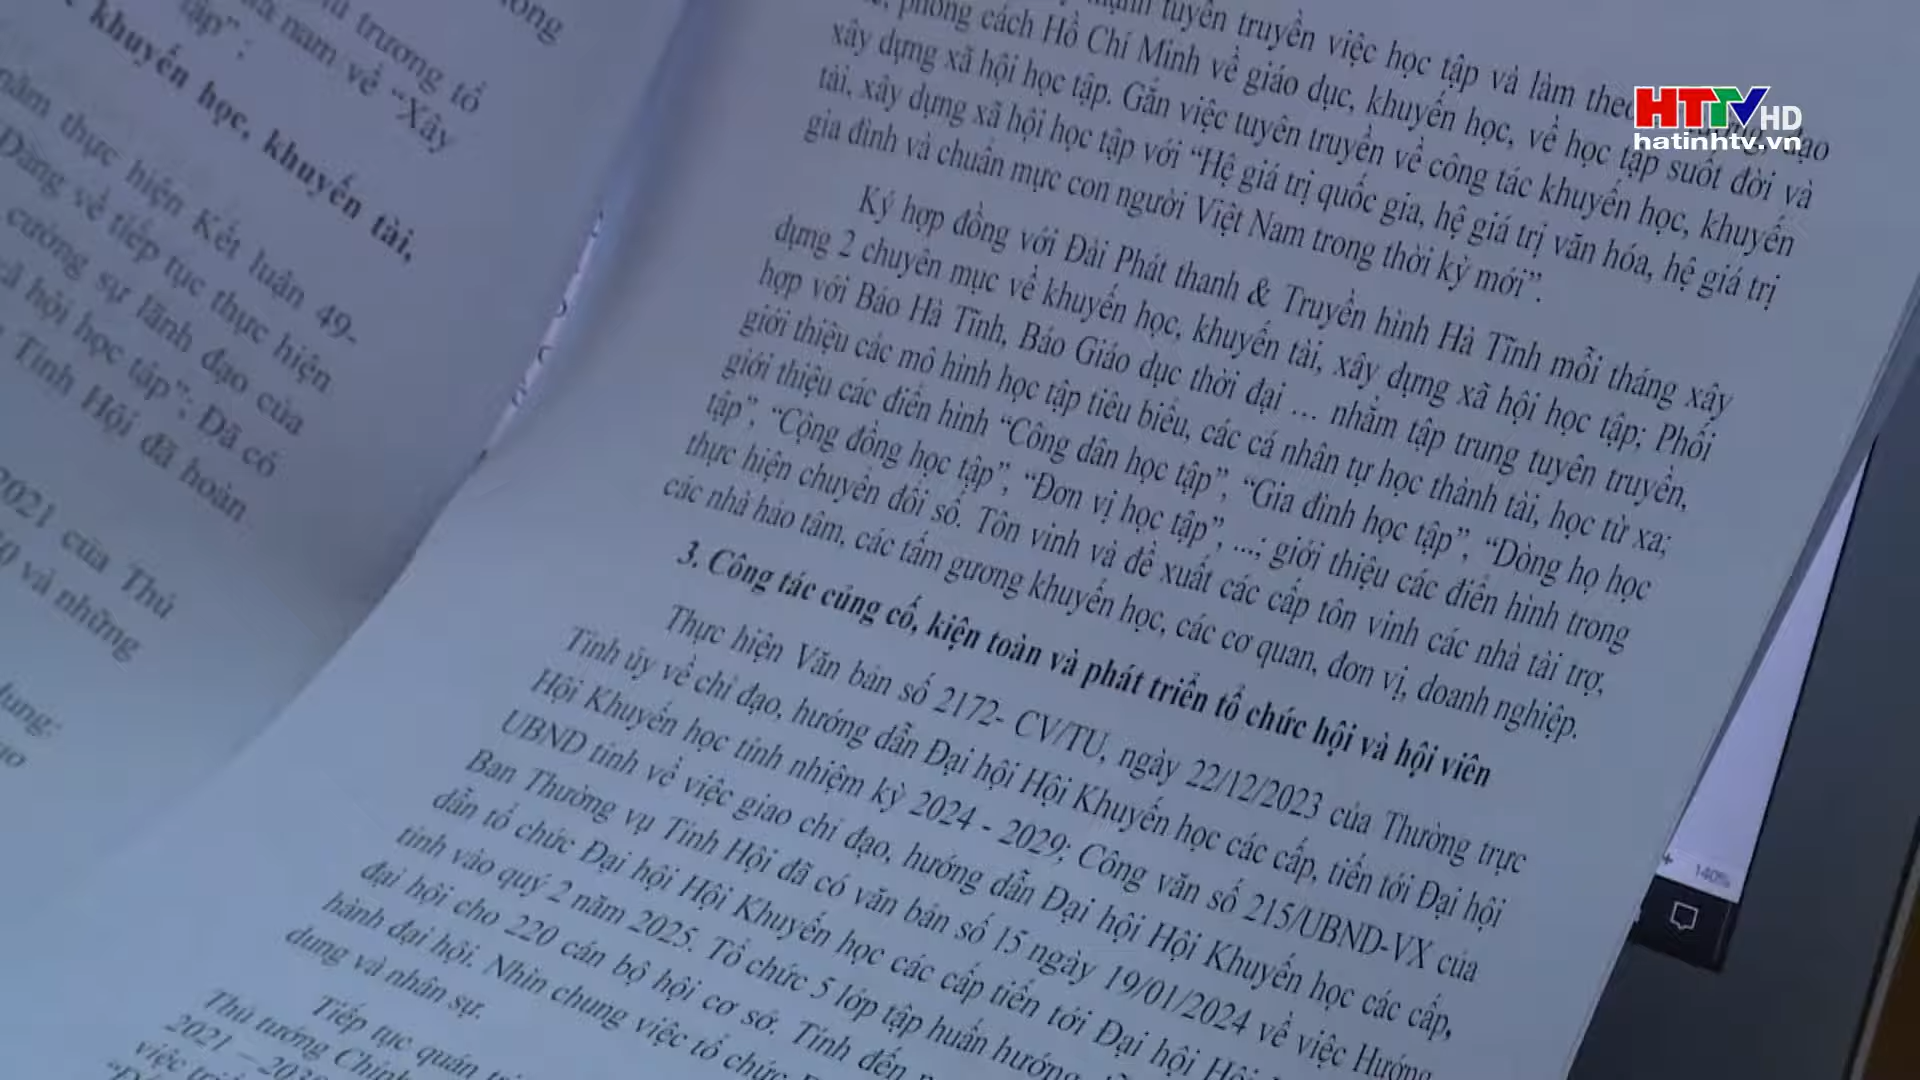 trương tổ
nam về “Xây
tập”;
khuyến học, khuyến tài,
năm thực hiện Kết luận 49-
Đảng về tiếp tục thực hiện
cường sự lãnh đạo của
xã hội học tập”; Đã có
Tỉnh Hội đã hoàn
2021 của Thủ
và những
dung:
tuyên truyền việc học tập và làm theo
phong cách Hồ Chí Minh về giáo dục, khuyến học, về học tập suốt đời và
xây dựng xã hội học tập. Gắn việc tuyên truyền về công tác khuyến học, khuyến
tài, xây dựng xã hội học tập với “Hệ giá trị quốc gia, hệ giá trị văn hóa, hệ giá trị
gia đình và chuẩn mực con người Việt Nam trong thời kỳ mới”.
Ký hợp đồng với Đài Phát thanh & Truyền hình Hà Tĩnh mỗi tháng xây
dựng 2 chuyên mục về khuyến học, khuyến tài, xây dựng xã hội học tập; Phối
hợp với Báo Hà Tĩnh, Báo Giáo dục thời đại … nhằm tập trung tuyên truyền,
giới thiệu các mô hình học tập tiêu biểu, các cá nhân tự học thành tài, học từ xa;
giới thiệu các điển hình “Công dân học tập”, “Gia đình học tập”, “Dòng họ học
tập”, “Cộng đồng học tập”, “Đơn vị học tập”, ...; giới thiệu các điển hình trong
thực hiện chuyển đổi số. Tôn vinh và đề xuất các cấp tôn vinh các nhà tài trợ,
các nhà hảo tâm, các tấm gương khuyến học, các cơ quan, đơn vị, doanh nghiệp.
3. Công tác củng cố, kiện toàn và phát triển tổ chức hội và hội viên
Thực hiện Văn bản số 2172- CV/TU, ngày 22/12/2023 của Thường trực
Tỉnh ủy về chỉ đạo, hướng dẫn Đại hội Hội Khuyến học các cấp, tiến tới Đại hội
Hội Khuyến học tỉnh nhiệm kỳ 2024 - 2029; Công văn số 215/UBND-VX của
UBND tỉnh về việc giao chỉ đạo, hướng dẫn Đại hội Hội Khuyến học các cấp,
Ban Thường vụ Tỉnh Hội đã có văn bản số 15 ngày 19/01/2024 về việc Hướng
dẫn tổ chức Đại hội Hội Khuyến học các cấp tiến tới Đại hội
tỉnh vào quý 2 năm 2025. Tổ chức 5 lớp tập huấn hướng
đại hội cho 220 cán bộ hội cơ sở. Tính đến
hành đại hội. Nhìn chung việc tổ chức
dung và nhân sự.
Tiếp tục quán
Thủ tướng Chính
2021 –
việc
HTTV HD
hatinhtv.vn
140%